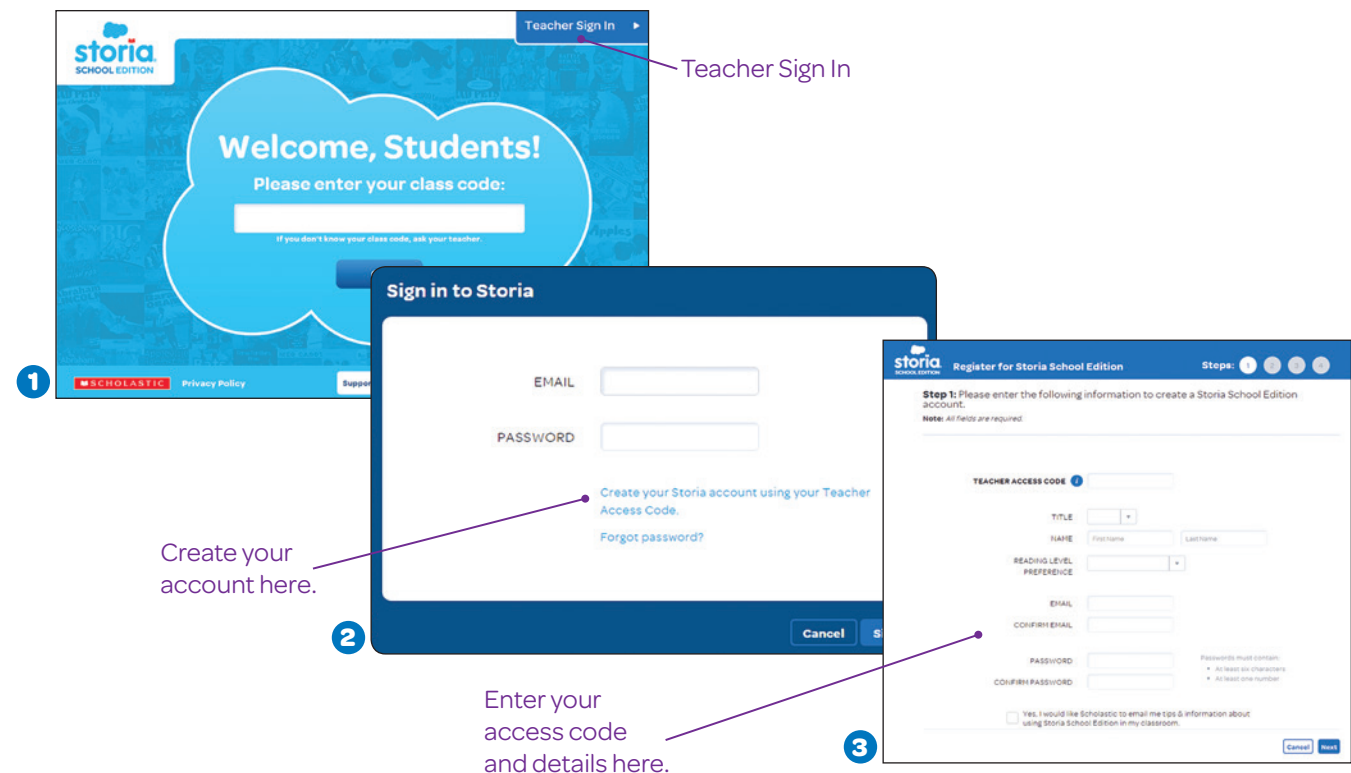 Teacher Sign In
storia
SCHOOL EDITION
Teacher Sign In
Welcome, Students!
Please enter your class code:
If you don't know your class code, ask your teacher.
1
SCHOLASTIC Privacy Policy Suppor
Sign in to Storia
EMAIL
PASSWORD
Create your Storia account using your Teacher
Access Code.
Forgot password?
Create your
account here.
2
Cancel Si
storia
SCHOOL EDITION
Register for Storia School Edition Steps: 1 2 3 4
Step 1: Please enter the following information to create a Storia School Edition
account.
Note: All fields are required.
TEACHER ACCESS CODE i
TITLE
NAME First Name Last Name
READING LEVEL
PREFERENCE
EMAIL
CONFIRM EMAIL
PASSWORD
CONFIRM PASSWORD
Passwords must contain:
• At least six characters
• At least one number
Yes, I would like Scholastic to email me tips & information about
using Storia School Edition in my classroom.
Cancel Next
Enter your
access code
and details here.
3